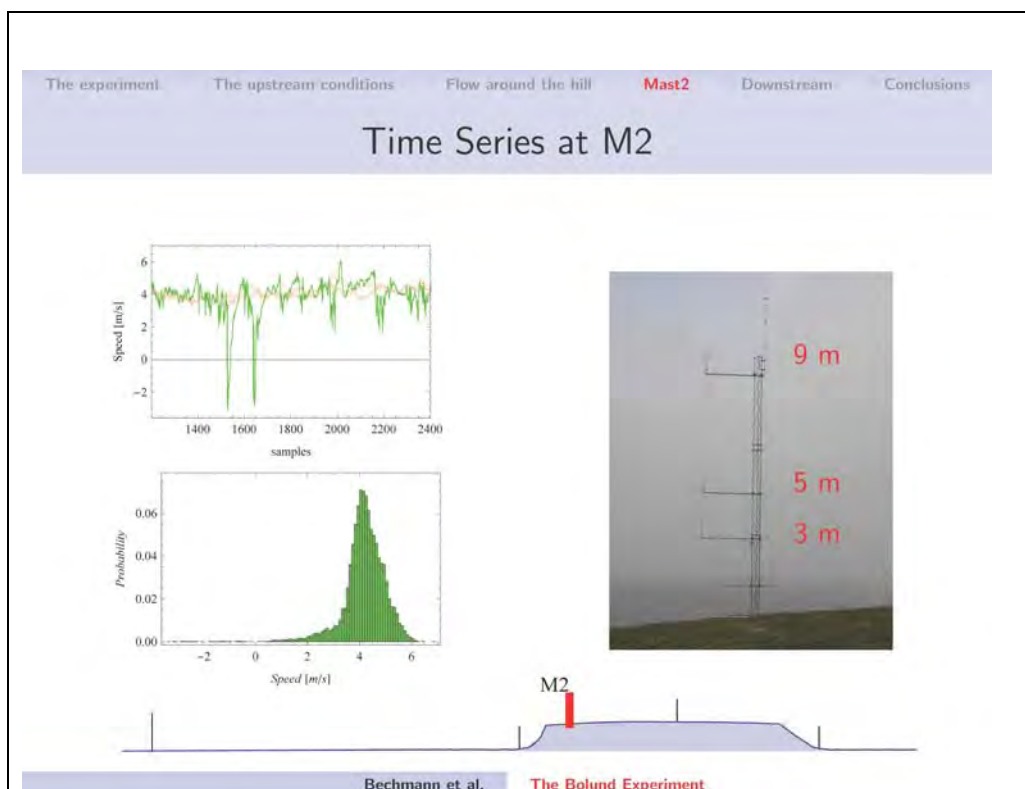 The experiment   The upstream conditions   Flow around the hill   Mast2   Downstream   Conclusions
Time Series at M2
6
4
2
0
−2
Speed [m/s]
1400 1600 1800 2000 2200 2400
samples
0.06
0.04
0.02
0.00
Probability
−2 0 2 4 6
Speed [m/s]
9 m
5 m
3 m
M2
Bechmann et al.   The Bolund Experiment